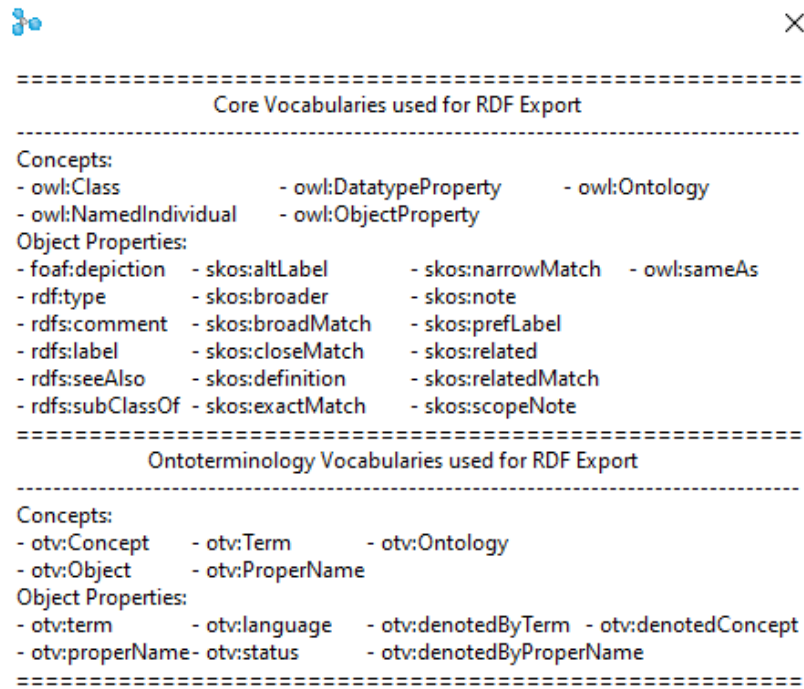 ======================================================
Core Vocabularies used for RDF Export
--------------------------------------------------------------------------------
Concepts:
- owl:Class - owl:DatatypeProperty - owl:Ontology
- owl:NamedIndividual - owl:ObjectProperty
Object Properties:
- foaf:depiction - skos:altLabel - skos:narrowMatch - owl:sameAs
- rdf:type - skos:broader - skos:note
- rdfs:comment - skos:broadMatch - skos:prefLabel
- rdfs:label - skos:closeMatch - skos:related
- rdfs:seeAlso - skos:definition - skos:relatedMatch
- rdfs:subClassOf - skos:exactMatch - skos:scopeNote
======================================================
Ontoterminology Vocabularies used for RDF Export
--------------------------------------------------------------------------------
Concepts:
- otv:Concept - otv:Term - otv:Ontology
- otv:Object - otv:ProperName
Object Properties:
- otv:term - otv:language - otv:denotedByTerm - otv:denotedConcept
- otv:properName - otv:status - otv:denotedByProperName
======================================================